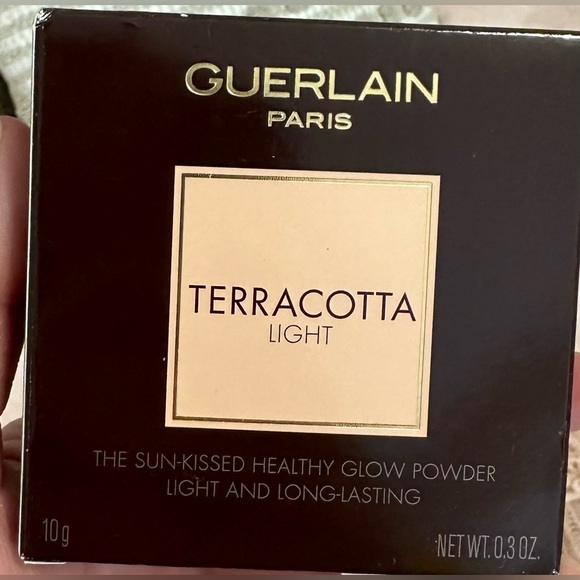 GUERLAIN
PARIS
TERRACOTTA
LIGHT
THE SUN-KISSED HEALTHY GLOW POWDER
LIGHT AND LONG-LASTING
10 g
NET WT. 0.3 OZ.